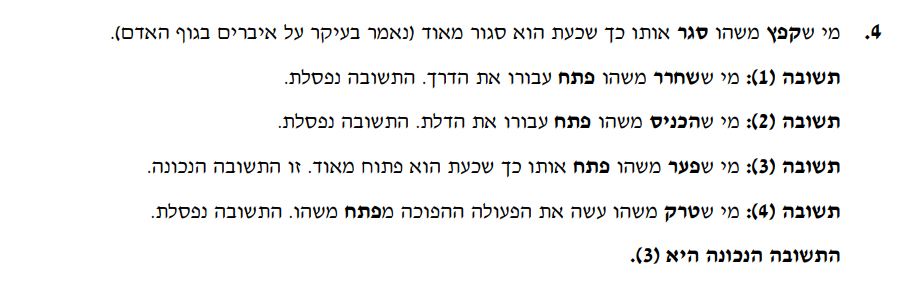 4. מי שקפץ משהו סגר אותו כך שכעת הוא סגור מאוד (נאמר בעיקר על איברים בגוף האדם).
תשובה (1): מי ששחרר משהו פתח עבורו את הדרך. התשובה נפסלת.
תשובה (2): מי שהכניס משהו פתח עבורו את הדלת. התשובה נפסלת.
תשובה (3): מי שפער משהו פתח אותו כך שכעת הוא פתוח מאוד. זו התשובה הנכונה.
תשובה (4): מי שטרק משהו עשה את הפעולה ההפוכה מפתח משהו. התשובה נפסלת.
התשובה הנכונה היא (3).